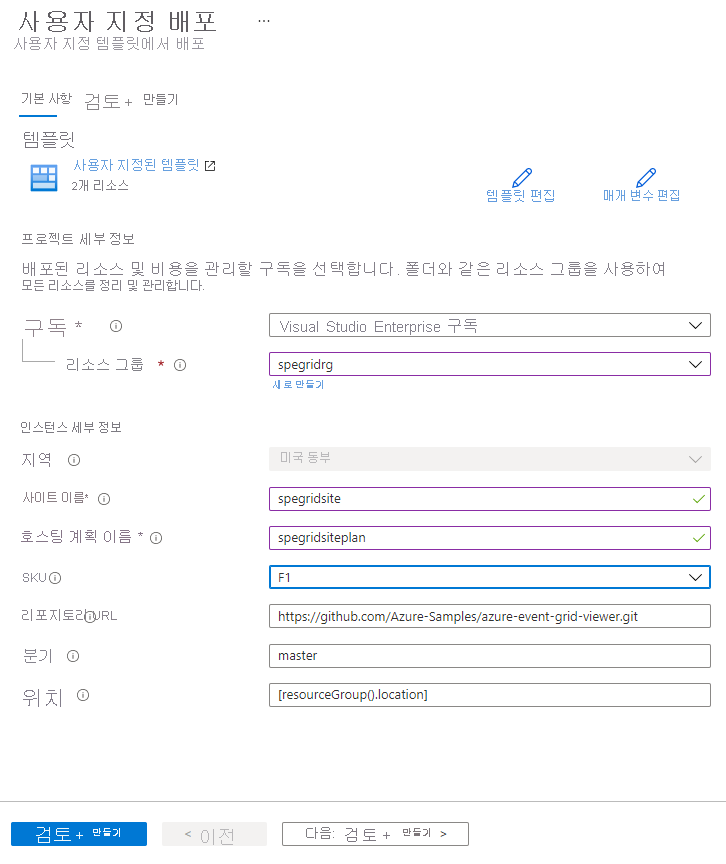 사용자 지정 배포 ...
사용자 지정 템플릿에서 배포
기본 사항 검토 + 만들기
템플릿
사용자 지정된 템플릿
2개 리소스
템플릿 편집 매개 변수 편집
프로젝트 세부 정보
배포된 리소스 및 비용을 관리할 구독을 선택합니다. 폴더와 같은 리소스 그룹을 사용하여
모든 리소스를 정리 및 관리합니다.
구독 * Visual Studio Enterprise 구독
리소스 그룹 * spegridrg
새로 만들기
인스턴스 세부 정보
지역 미국 동부
사이트 이름* spegridsite
호스팅 계획 이름 * spegridsiteplan
SKU F1
리포지토리 URL https://github.com/Azure-Samples/azure-event-grid-viewer.git
분기 master
위치 [resourceGroup().location]
검토 + 만들기 < 이전 다음: 검토 + 만들기 >